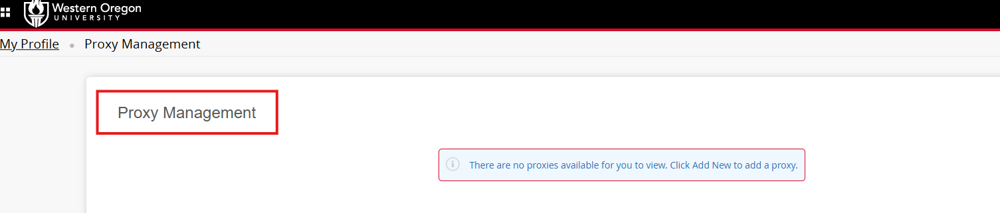 Western Oregon
UNIVERSITY
My Profile • Proxy Management
Proxy Management
There are no proxies available for you to view. Click Add New to add a proxy.